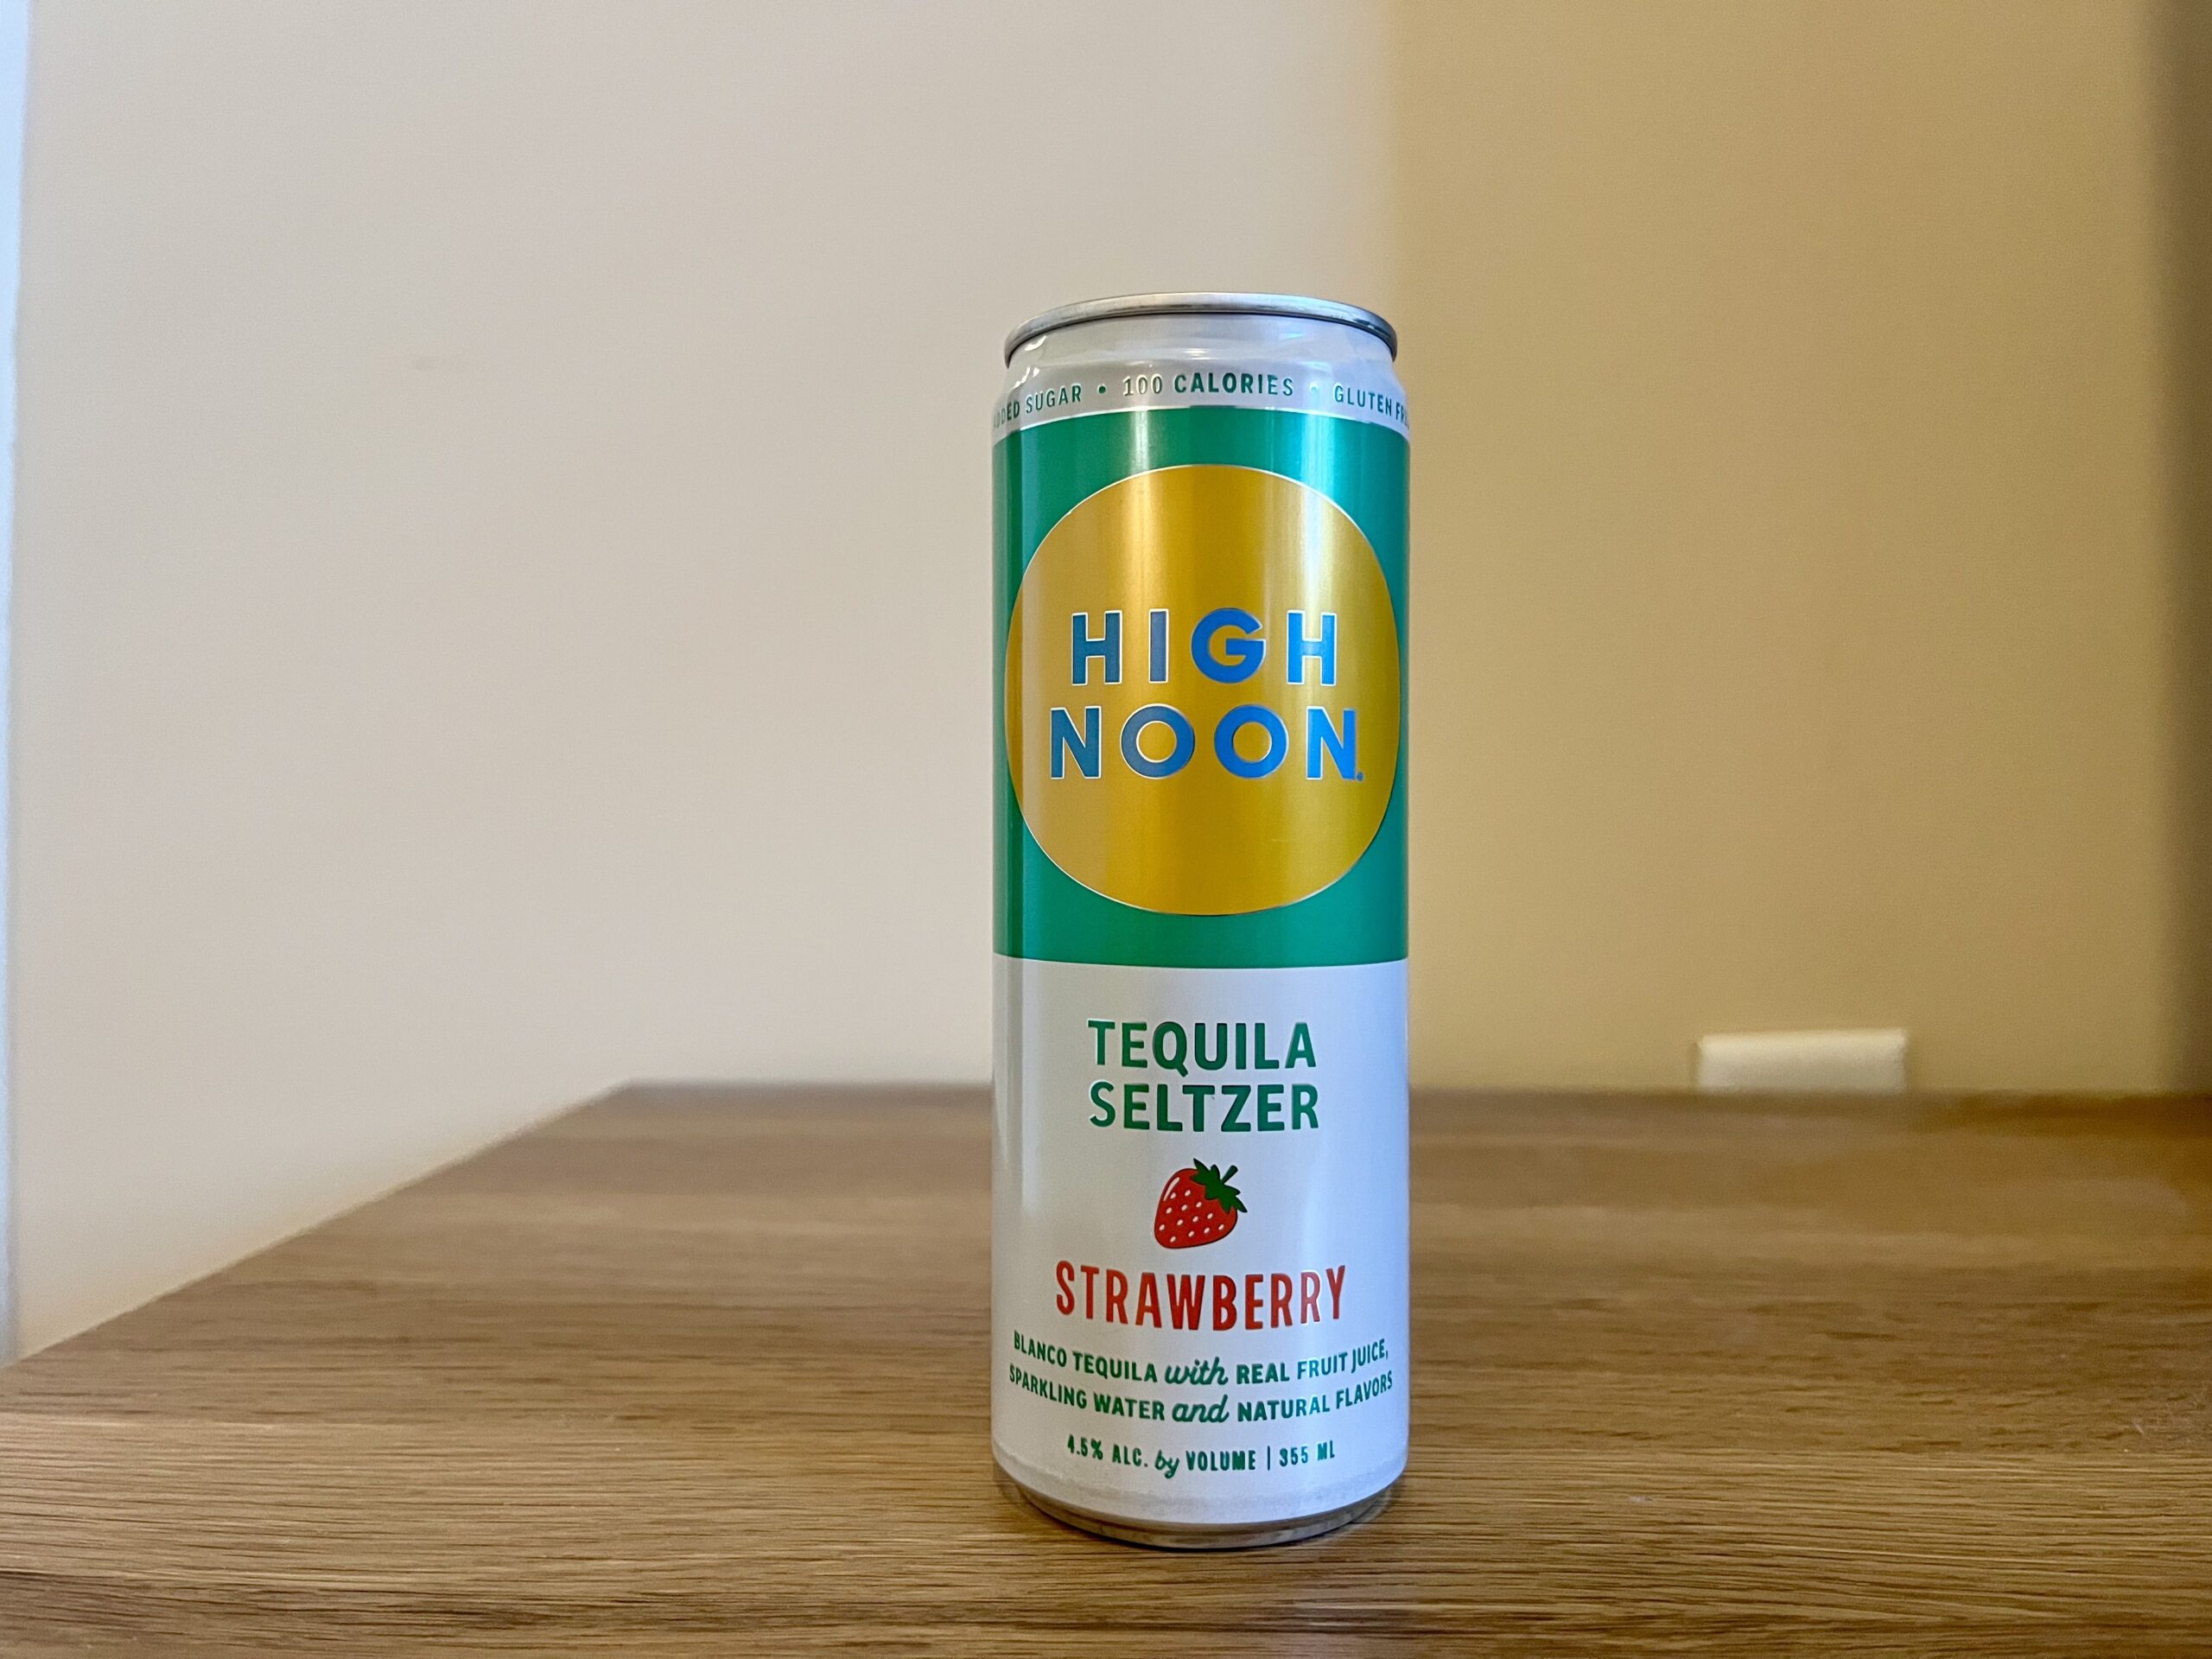 ADDED SUGAR • 100 CALORIES • GLUTEN
HIGH
NOON.
TEQUILA
SELTZER
STRAWBERRY
BLANCO TEQUILA with REAL FRUIT JUICE,
SPARKLING WATER and NATURAL FLAVORS
4.5% ALC. by VOLUME | 355 ML